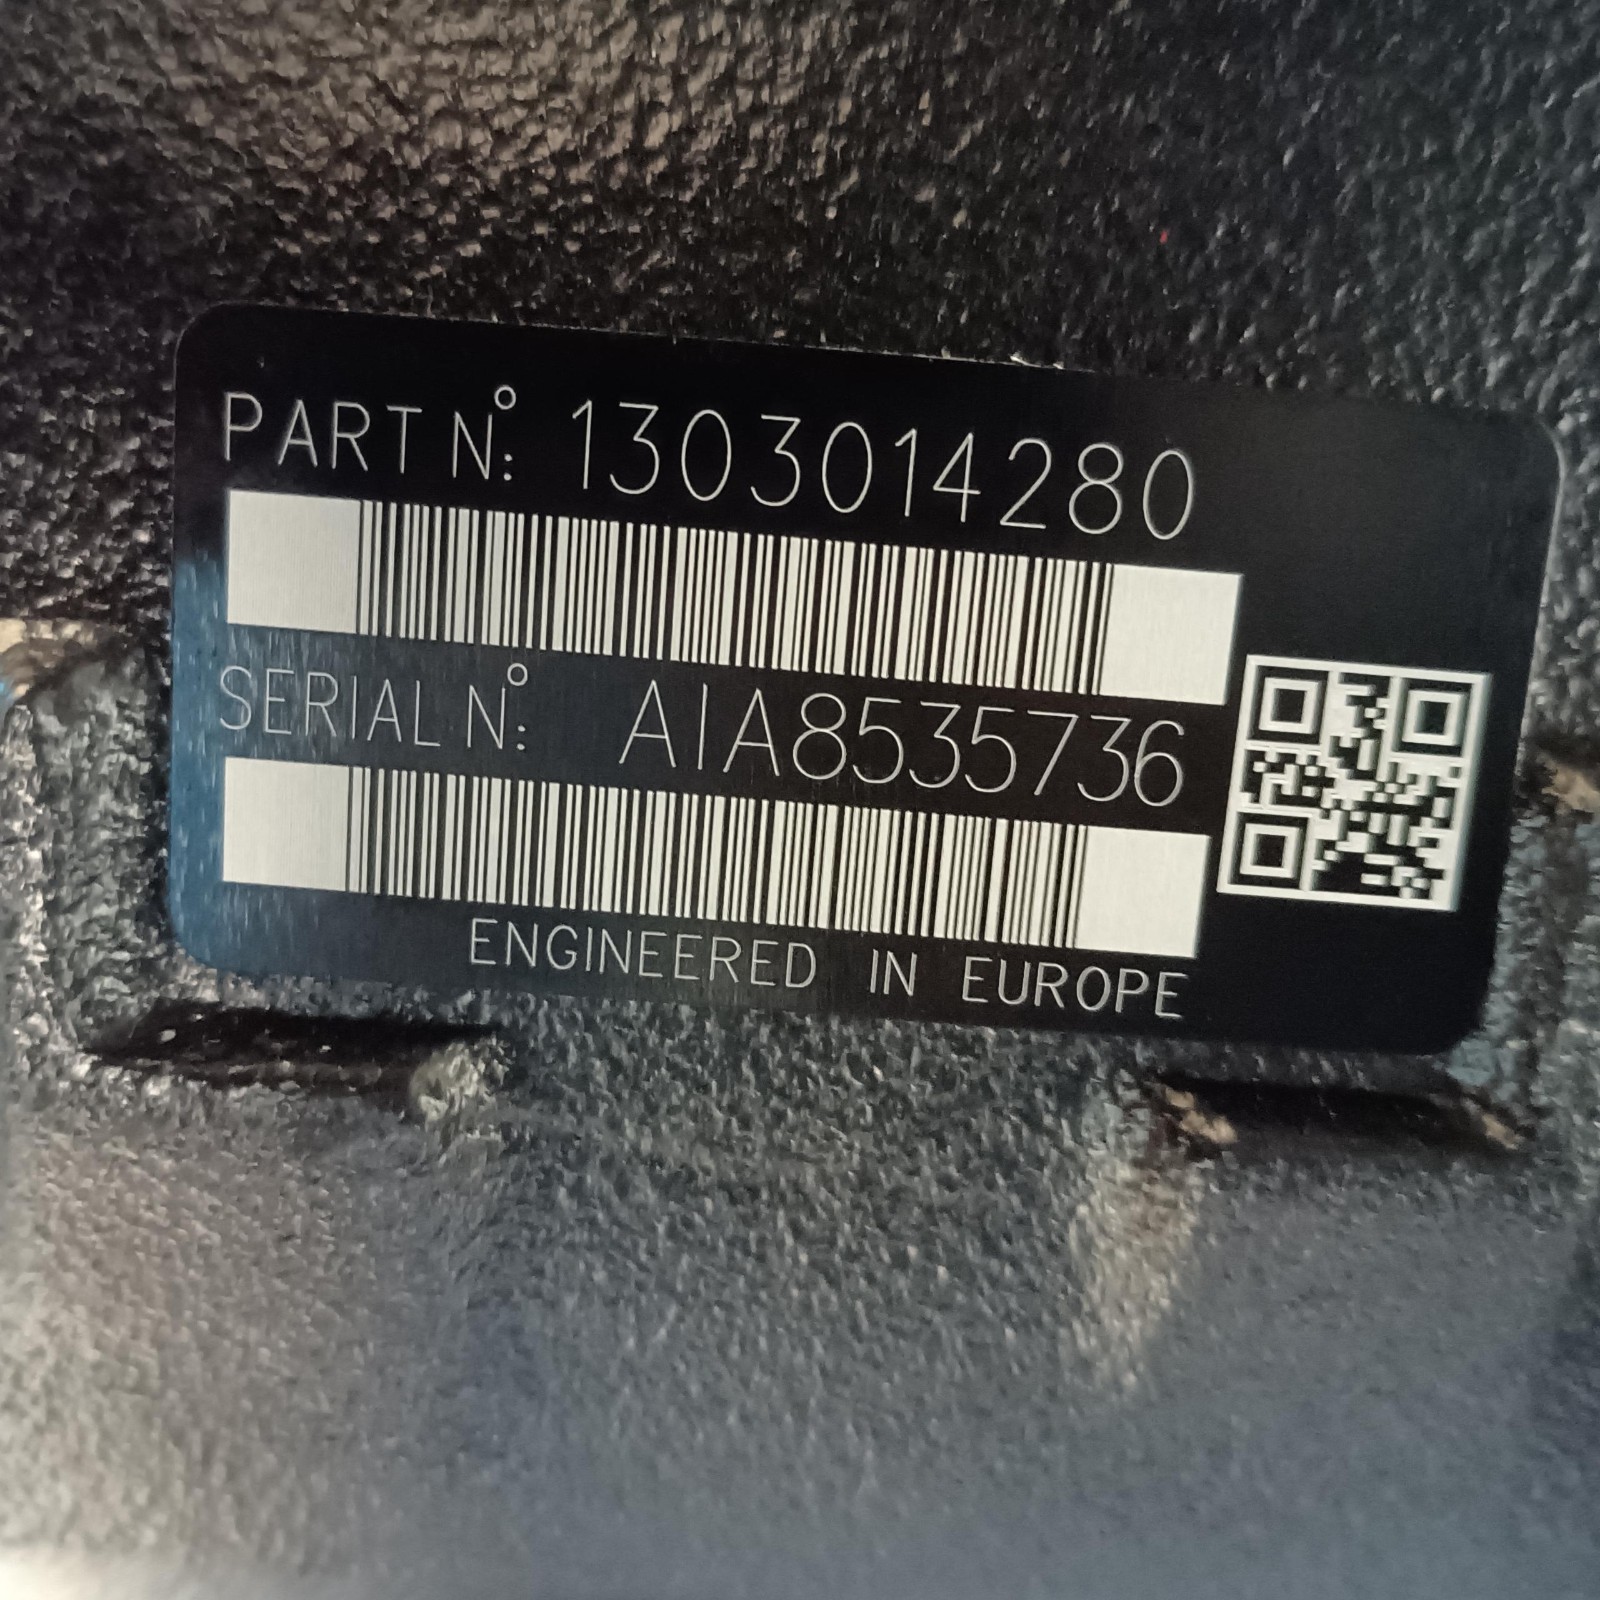 PART N°: 1303014280
SERIAL N°: AIA8535736
ENGINEERED IN EUROPE